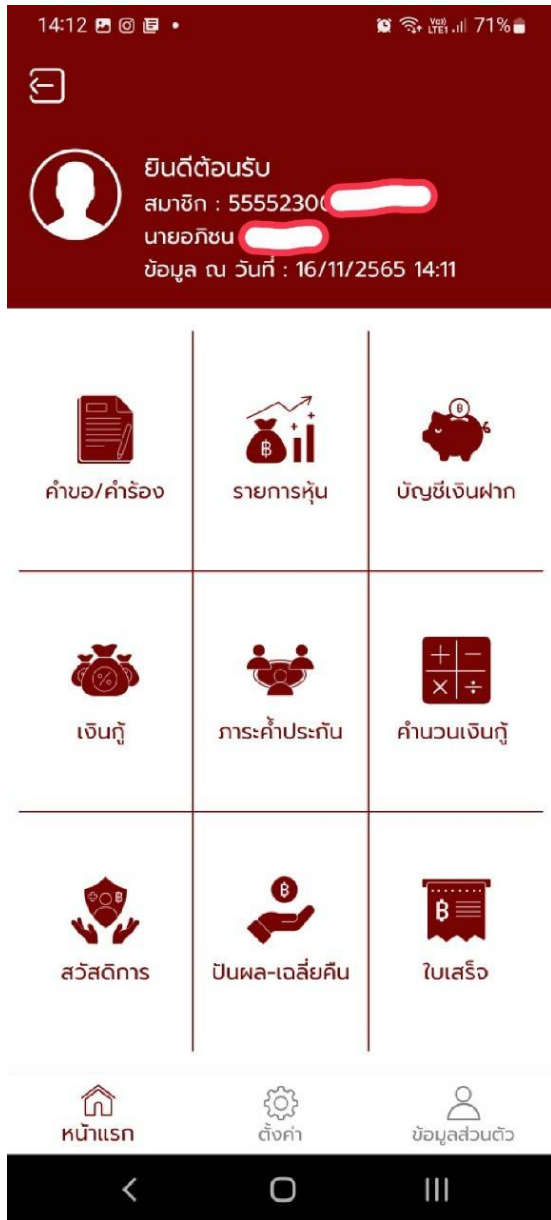 14:12 71%
ยินดีต้อนรับ
สมาชิก : 5555230
นายอภิชน
ข้อมูล ณ วันที่ : 16/11/2565 14:11
คำขอ/คำร้อง รายการหุ้น บัญชีเงินฝาก
เงินกู้ ภาระค้ำประกัน คำนวนเงินกู้
สวัสดิการ ปันผล-เฉลี่ยคืน ใบเสร็จ
หน้าแรก ตั้งค่า ข้อมูลส่วนตัว